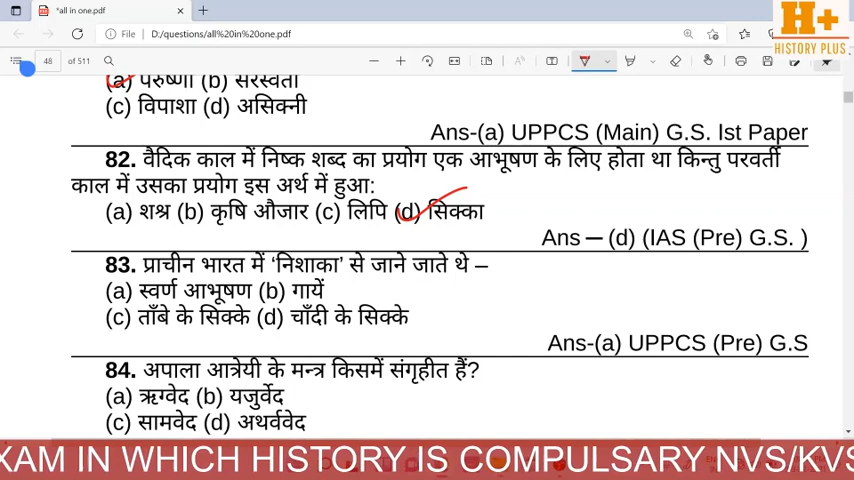 *all in one.pdf
File D:/questions/all%20in%20one.pdf
H+
HISTORY PLUS
48 of 511
(a) परुष्णी (b) सरस्वती
(c) विपाशा (d) असिक्नी
Ans-(a) UPPCS (Main) G.S. Ist Paper
82. वैदिक काल में निष्क शब्द का प्रयोग एक आभूषण के लिए होता था किन्तु परवर्ती
काल में उसका प्रयोग इस अर्थ में हुआ:
(a) शश्र (b) कृषि औजार (c) लिपि (d) सिक्का
Ans – (d) (IAS (Pre) G.S. )
83. प्राचीन भारत में ‘निशाका’ से जाने जाते थे –
(a) स्वर्ण आभूषण (b) गायें
(c) ताँबे के सिक्के (d) चाँदी के सिक्के
Ans-(a) UPPCS (Pre) G.S
84. अपाला आत्रेयी के मन्त्र किसमें संगृहीत हैं?
(a) ऋग्वेद (b) यजुर्वेद
(c) सामवेद (d) अथर्ववेद
EXAM IN WHICH HISTORY IS COMPULSARY NVS/KVS